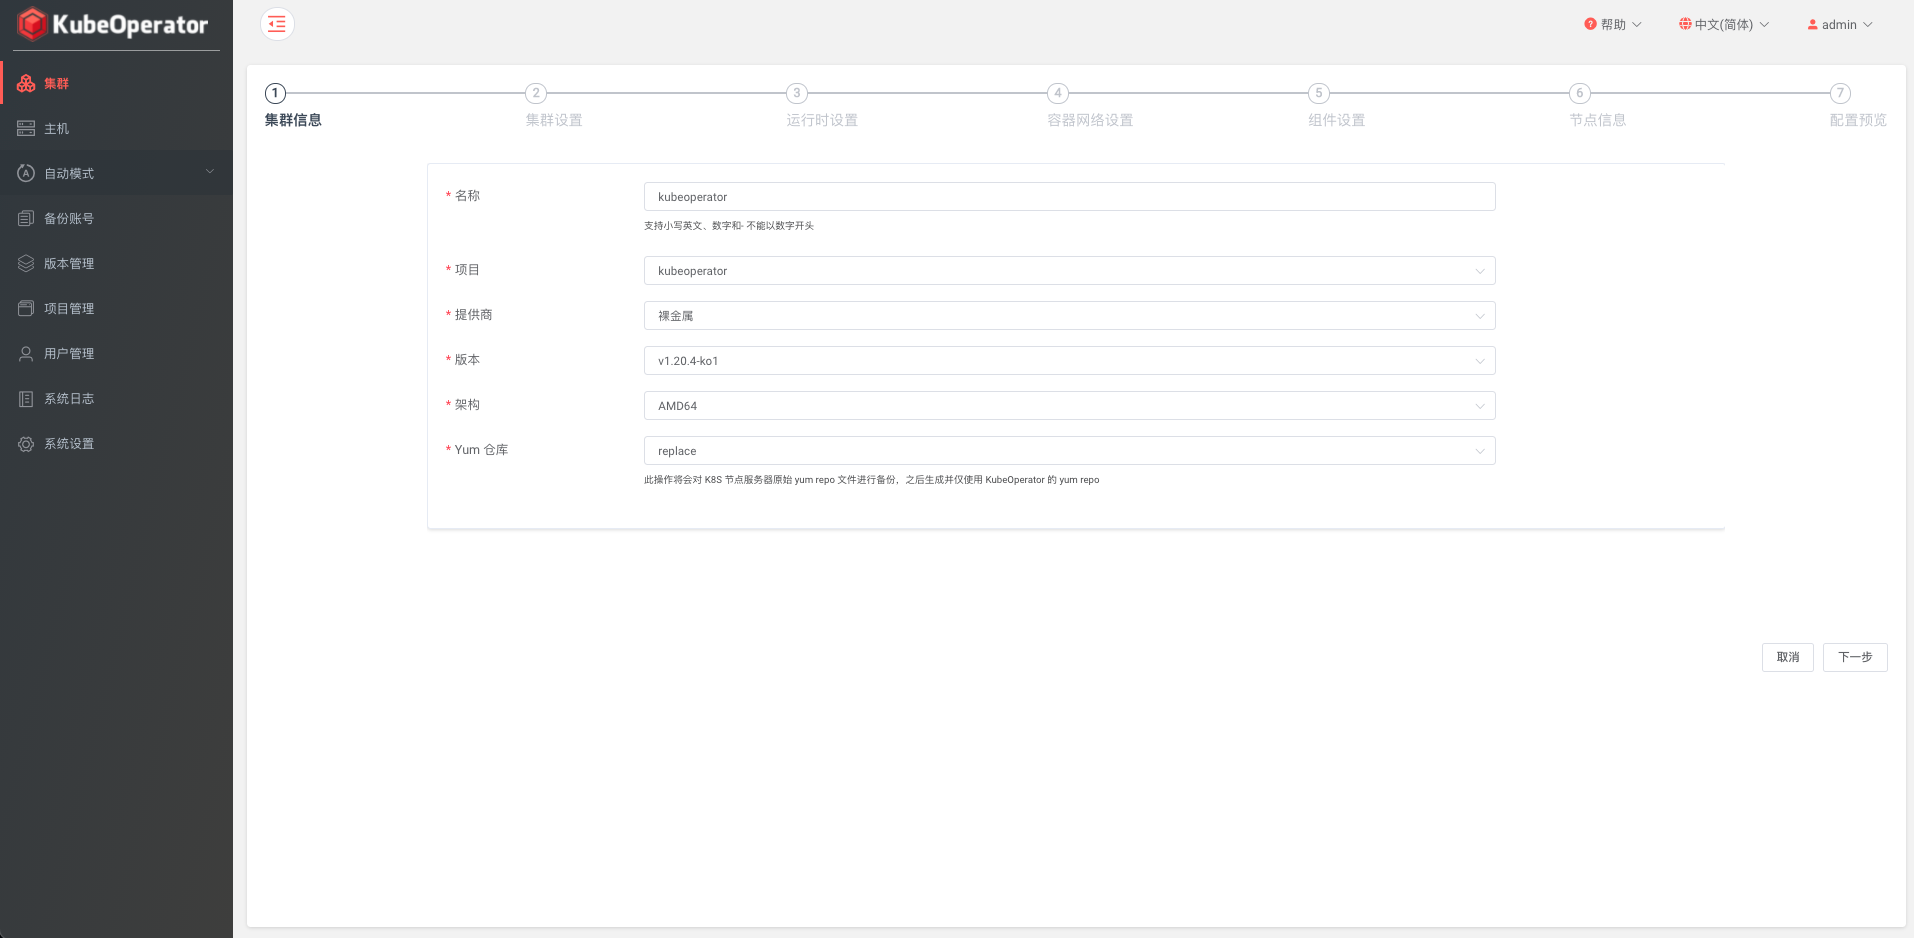 KubeOperator
帮助
中文(简体)
admin
集群
主机
自动模式
备份账号
版本管理
项目管理
用户管理
系统日志
系统设置
1
2
3
4
5
6
7
集群信息
集群设置
运行时设置
容器网络设置
组件设置
节点信息
配置预览
* 名称
kubeoperator
支持小写英文、数字和- 不能以数字开头
* 项目
kubeoperator
* 提供商
裸金属
* 版本
v1.20.4-ko1
* 架构
AMD64
* Yum 仓库
replace
此操作将会对 K8S 节点服务器原始 yum repo 文件进行备份，之后生成并仅使用 KubeOperator 的 yum repo
取消
下一步